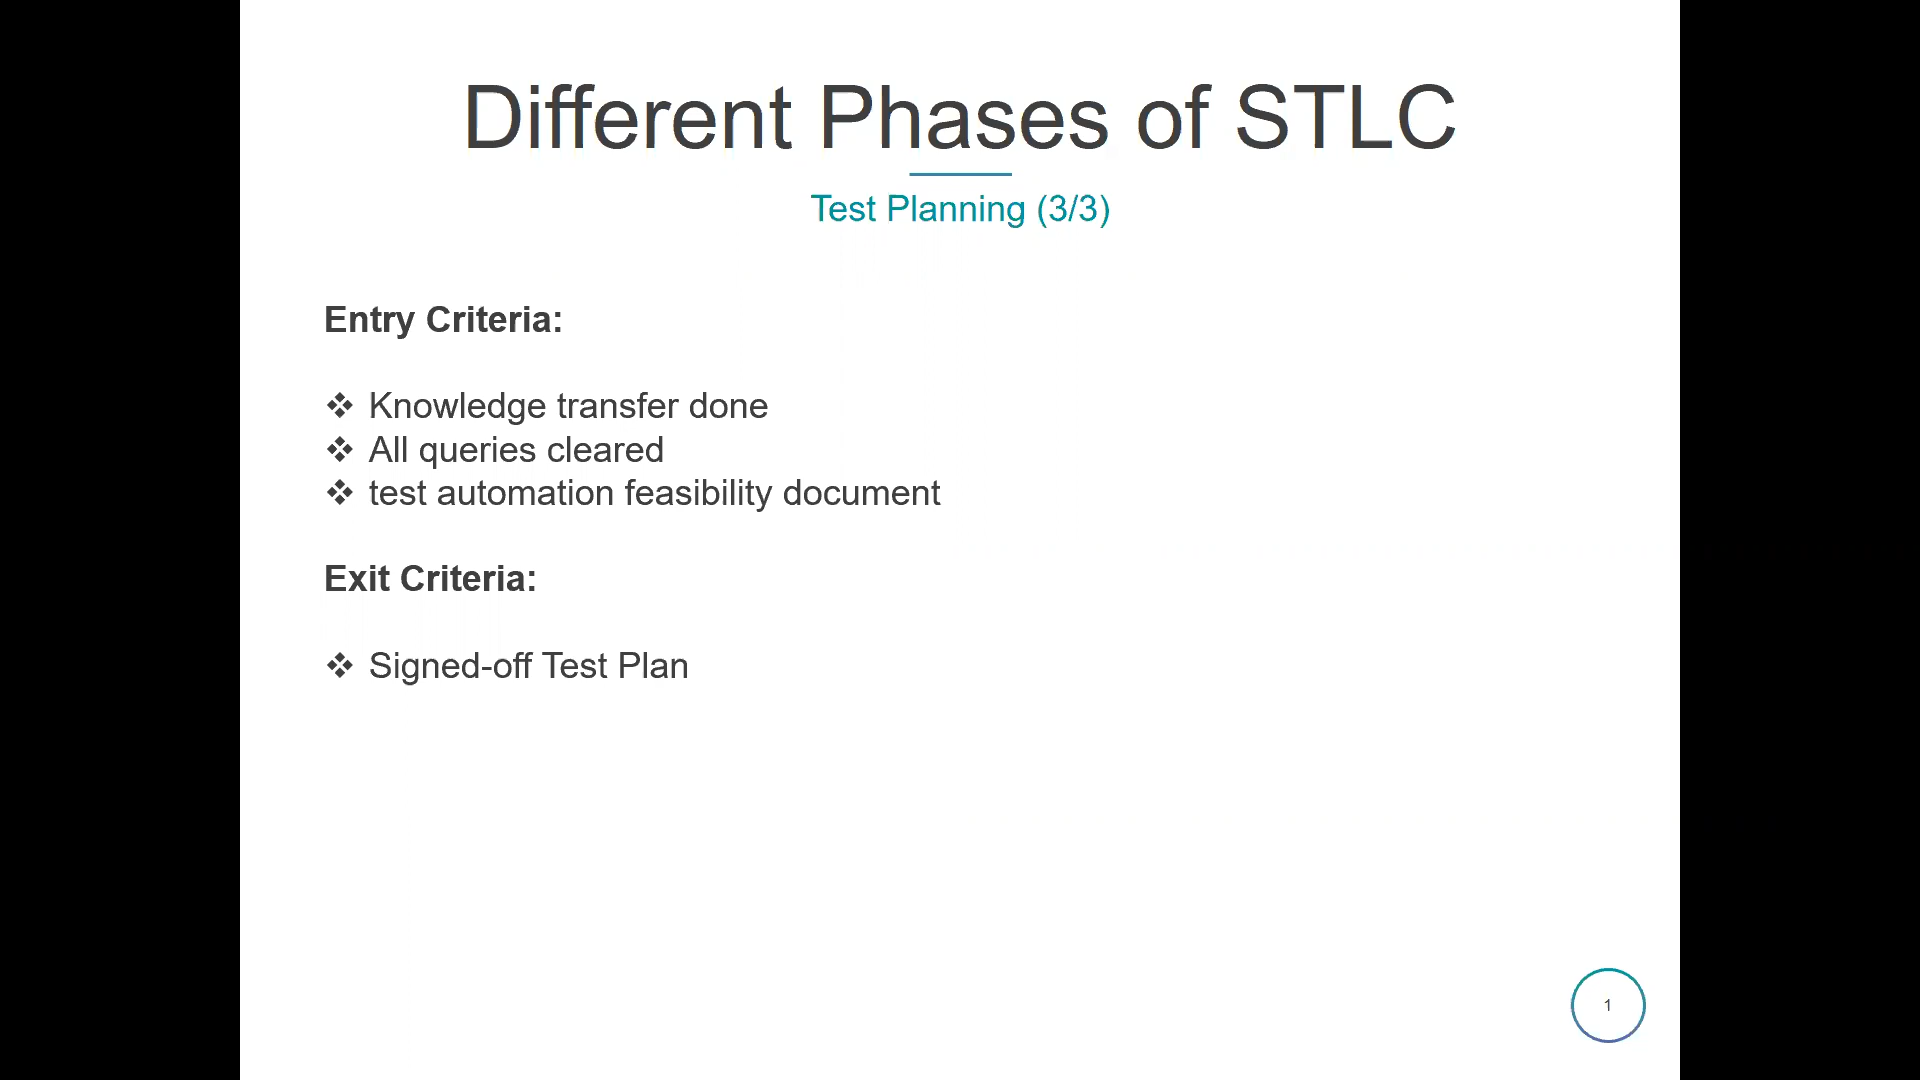 Different Phases of STLC
Test Planning (3/3)
Entry Criteria:
❖ Knowledge transfer done
❖ All queries cleared
❖ test automation feasibility document
Exit Criteria:
❖ Signed-off Test Plan
1